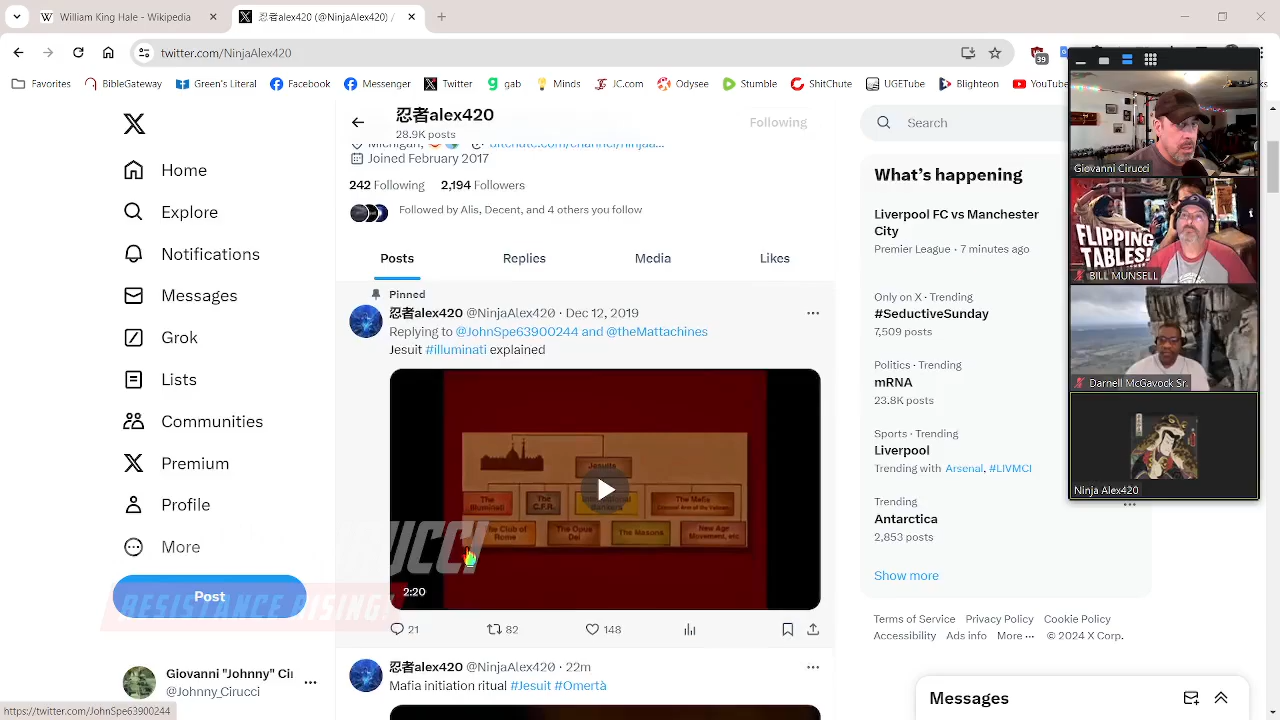 William King Hale - Wikipedia
忍者alex420 (@NinjaAlex420) /
twitter.com/NinjaAlex420
39
Favorites
BibleGateway
Green's Literal
Facebook
FB Messenger
Twitter
gab
Minds
JC.com
Odysee
Stumble
ShitChute
UGETube
Blighteon
YouTube
忍者alex420
28.9K posts
Following
Search
Home
Explore
Notifications
Messages
Grok
Lists
Communities
Premium
Profile
More
Post
Giovanni "Johnny" Ci
@Johnny_Cirucci
https://twitter.com/JohnSpe63900244
Joined February 2017
242 Following 2,194 Followers
Followed by Alis, Decent, and 4 others you follow
Posts Replies Media Likes
Pinned
忍者alex420 @NinjaAlex420 · Dec 12, 2019
Replying to @JohnSpe63900244 and @theMattachines
Jesuit #illuminati explained
Jesuits
The Illuminati
The C.F.R.
International Bankers
The Mafia
The Club of Rome
The Opus Dei
The Masons
New Age Movement, etc
2:20
21 82 148
忍者alex420 @NinjaAlex420 · 22m
Mafia initiation ritual #Jesuit #Omertà
UCCI
RESISTANCE RISING!
What's happening
Liverpool FC vs Manchester
City
Premier League · 7 minutes ago
Only on X · Trending
#SeductiveSunday
7,509 posts
Politics · Trending
mRNA
23.8K posts
Sports · Trending
Liverpool
Trending with Arsenal, #LIVMCI
Trending
Antarctica
2,853 posts
Show more
Terms of Service Privacy Policy Cookie Policy
Accessibility Ads info More ··· © 2024 X Corp.
Messages
Giovanni Cirucci
FLIPPING
TABLES!
BILL MUNSELL
Darnell McGavock Sr.
Ninja Alex420